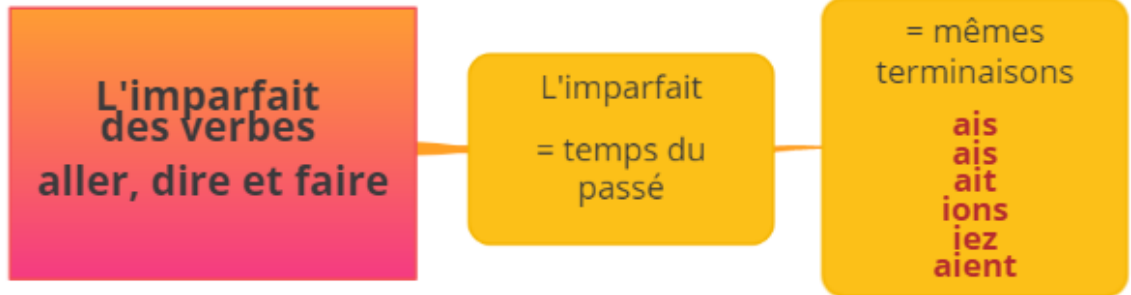 L'imparfait
des verbes
aller, dire et faire
L'imparfait
= temps du
passé
= mêmes
terminaisons
ais
ais
ait
ions
iez
aient